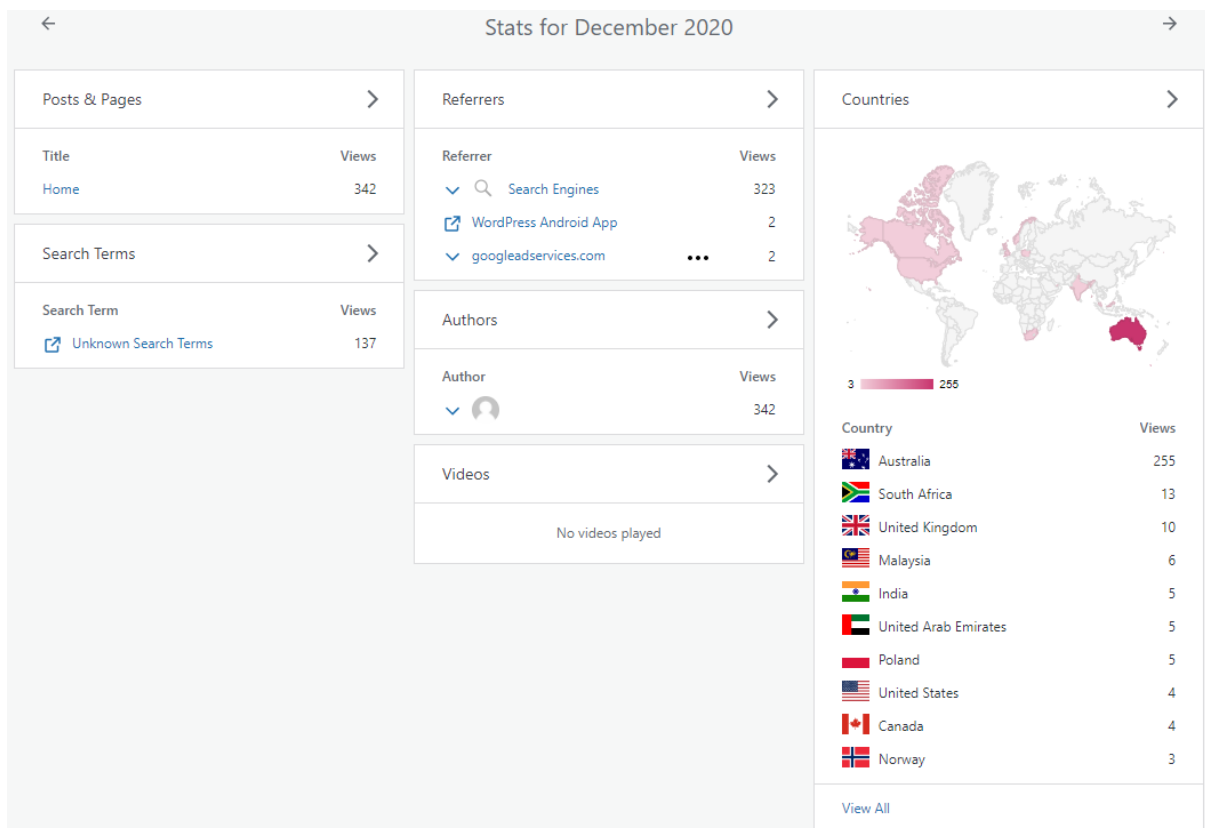 Stats for December 2020
Posts & Pages
Title Views
Home 342
Search Terms
Search Term Views
Unknown Search Terms 137
Referrers
Referrer Views
Search Engines 323
WordPress Android App 2
googleadservices.com 2
Authors
Author Views
342
Videos
No videos played
Countries
3 255
Country Views
Australia 255
South Africa 13
United Kingdom 10
Malaysia 6
India 5
United Arab Emirates 5
Poland 5
United States 4
Canada 4
Norway 3
View All